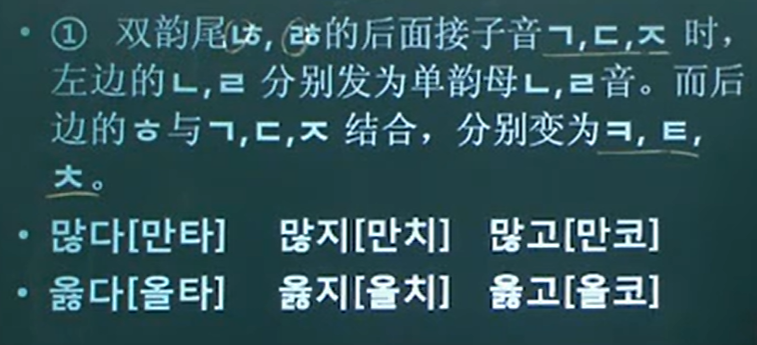 • ① 双韵尾ㄶ, ㅀ的后面接子音ㄱ,ㄷ,ㅈ 时，
左边的ㄴ,ㄹ 分别发为单韵母ㄴ,ㄹ音。而后
边的ㅎ与ㄱ,ㄷ,ㅈ 结合，分别变为ㅋ, ㅌ,
ㅊ。
• 많다[만타] 많지[만치] 많고[만코]
• 옳다[올타] 옳지[올치] 옳고[올코]